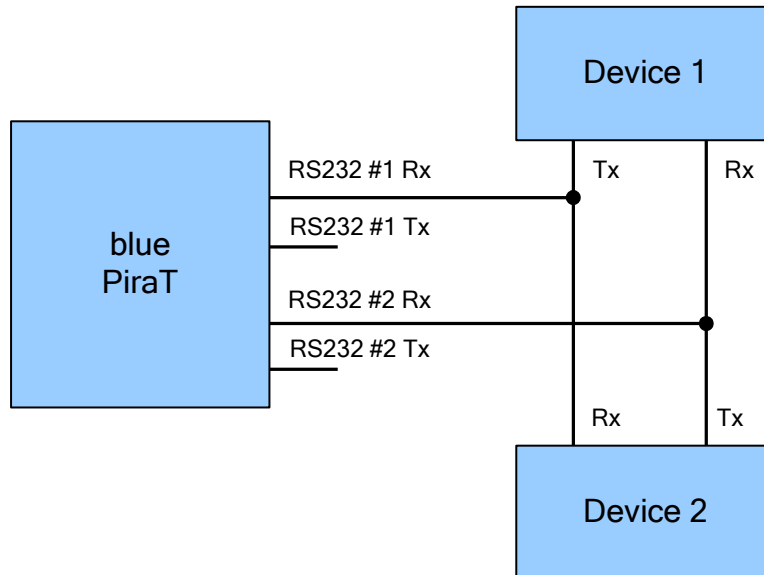 Device 1
Tx
Rx
blue
PiraT
RS232 #1 Rx
RS232 #1 Tx
RS232 #2 Rx
RS232 #2 Tx
Rx
Tx
Device 2